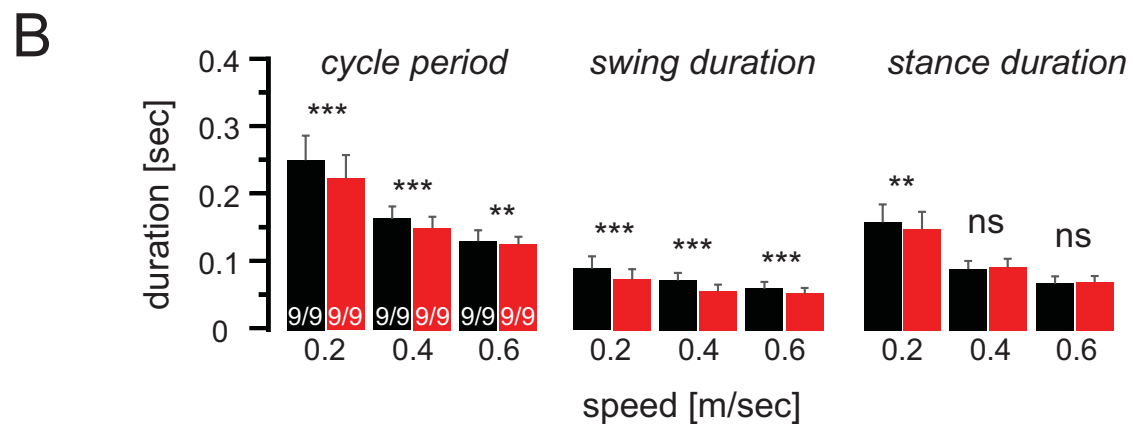 B
cycle period swing duration stance duration
duration [sec]
0.4
0.3
0.2
0.1
0
*** *** **
*** *** ***
** ns ns
9/9 9/9 9/9 9/9 9/9 9/9
0.2 0.4 0.6 0.2 0.4 0.6 0.2 0.4 0.6
speed [m/sec]